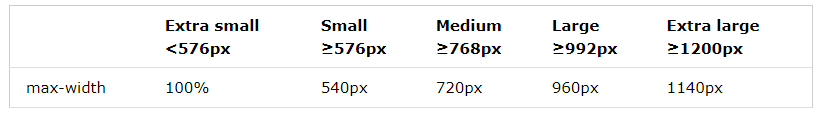 Extra small Small Medium Large Extra large
<576px ≥576px ≥768px ≥992px ≥1200px
max-width 100% 540px 720px 960px 1140px